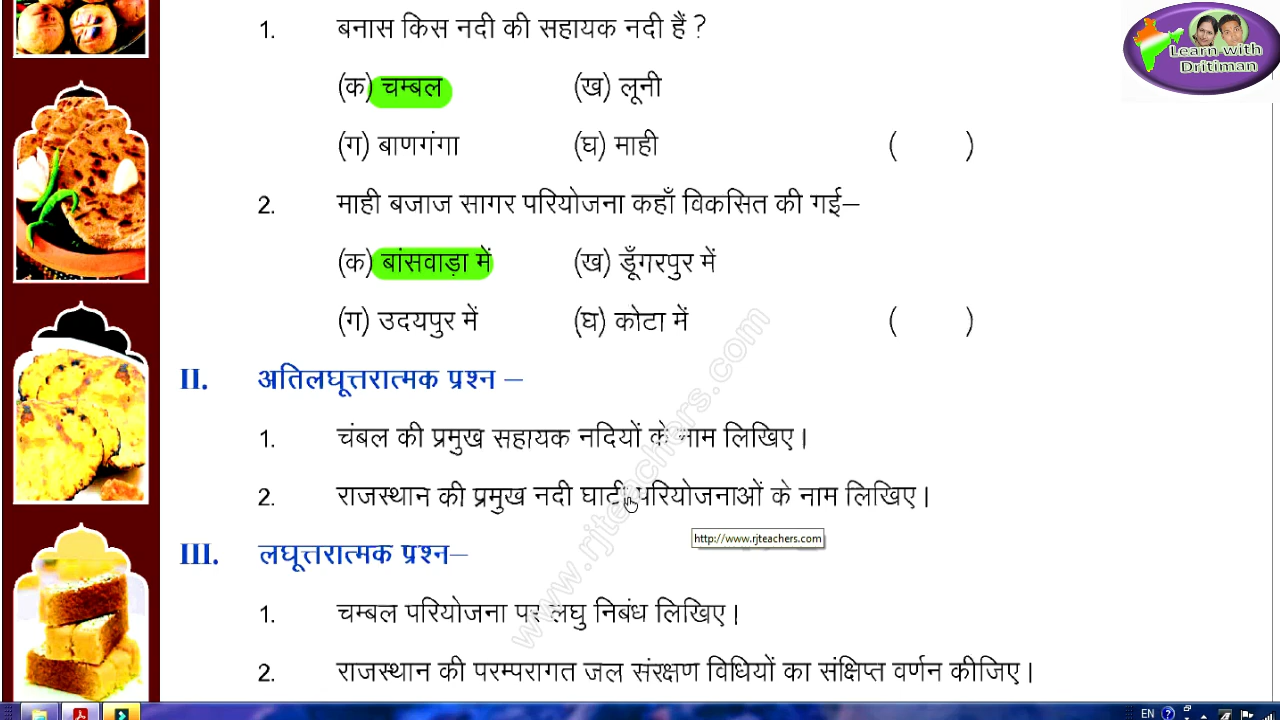 1. बनास किस नदी की सहायक नदी हैं ?
(क) चम्बल (ख) लूनी
(ग) बाणगंगा (घ) माही ( )
2. माही बजाज सागर परियोजना कहाँ विकसित की गई–
(क) बांसवाड़ा में (ख) डूँगरपुर में
(ग) उदयपुर में (घ) कोटा में ( )
II. अतिलघूत्तरात्मक प्रश्न –
1. चंबल की प्रमुख सहायक नदियों के नाम लिखिए।
2. राजस्थान की प्रमुख नदी घाटी परियोजनाओं के नाम लिखिए।
http://www.rjteachers.com
III. लघूत्तरात्मक प्रश्न–
1. चम्बल परियोजना पर लघु निबंध लिखिए।
2. राजस्थान की परम्परागत जल संरक्षण विधियों का संक्षिप्त वर्णन कीजिए।
www.rjteachers.com
Learn with
Dritiman
EN